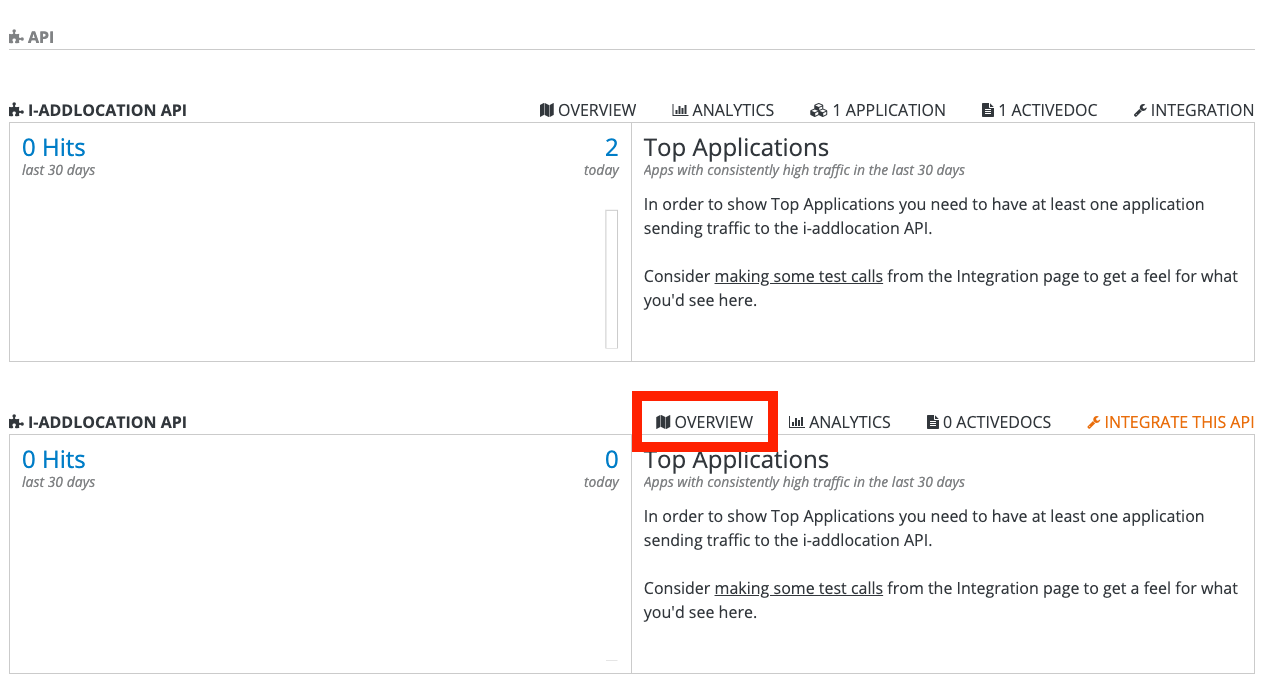 API
I-ADDLOCATION API OVERVIEW ANALYTICS 1 APPLICATION 1 ACTIVEDOC INTEGRATION
0 Hits 2
last 30 days today
Top Applications
Apps with consistently high traffic in the last 30 days
In order to show Top Applications you need to have at least one application
sending traffic to the i-addlocation API.
Consider making some test calls from the Integration page to get a feel for what
you'd see here.
I-ADDLOCATION API OVERVIEW ANALYTICS 0 ACTIVEDOCS INTEGRATE THIS API
0 Hits 0
last 30 days today
Top Applications
Apps with consistently high traffic in the last 30 days
In order to show Top Applications you need to have at least one application
sending traffic to the i-addlocation API.
Consider making some test calls from the Integration page to get a feel for what
you'd see here.